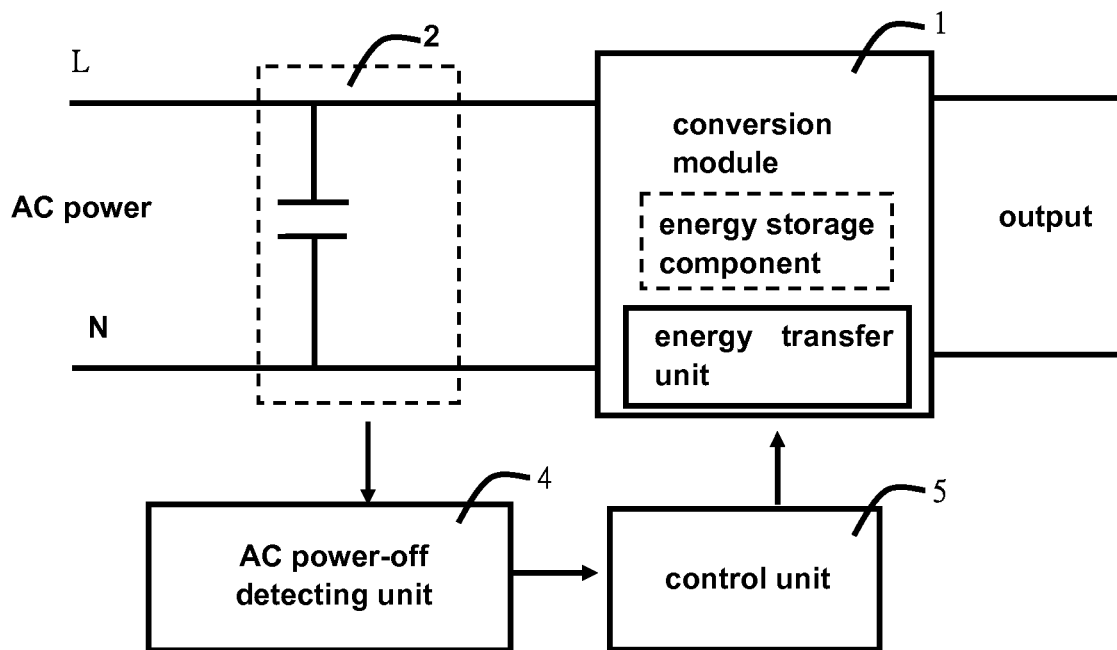 L
2
1
AC power
N
conversion
module
energy storage
component
energy transfer
unit
output
4
AC power-off
detecting unit
5
control unit